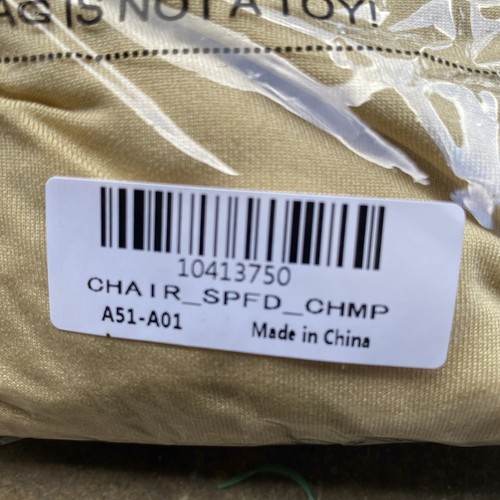 AG IS NOT A TOY!
10413750
CHAIR_SPFD_CHMP
A51-A01
Made in China